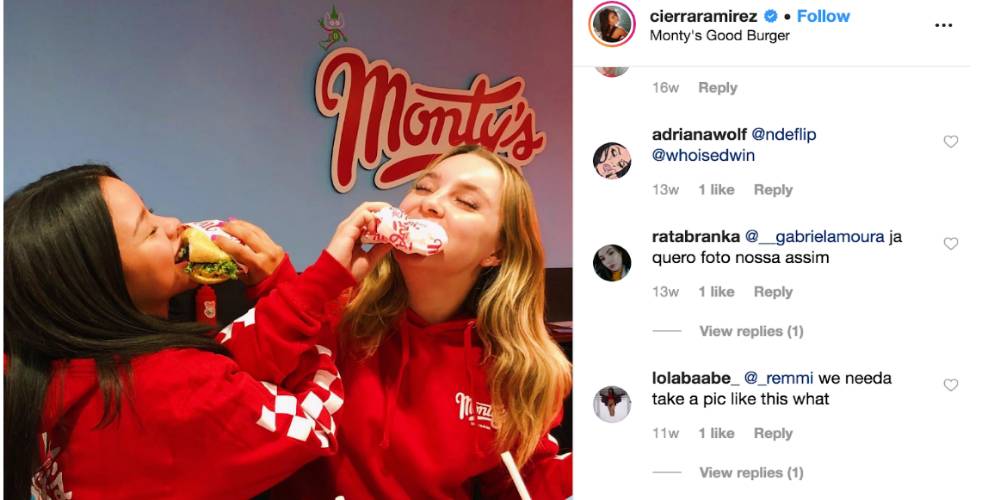 Monty's
Monty's
cierraramirez • Follow
Monty's Good Burger
16w Reply
adrianawolf @ndeflip
@whoisedwin
13w 1 like Reply
ratabranka @__gabrielamoura ja
quero foto nossa assim
13w 1 like Reply
View replies (1)
lolabaabe_ @_remmi we needa
take a pic like this what
11w 1 like Reply
View replies (1)